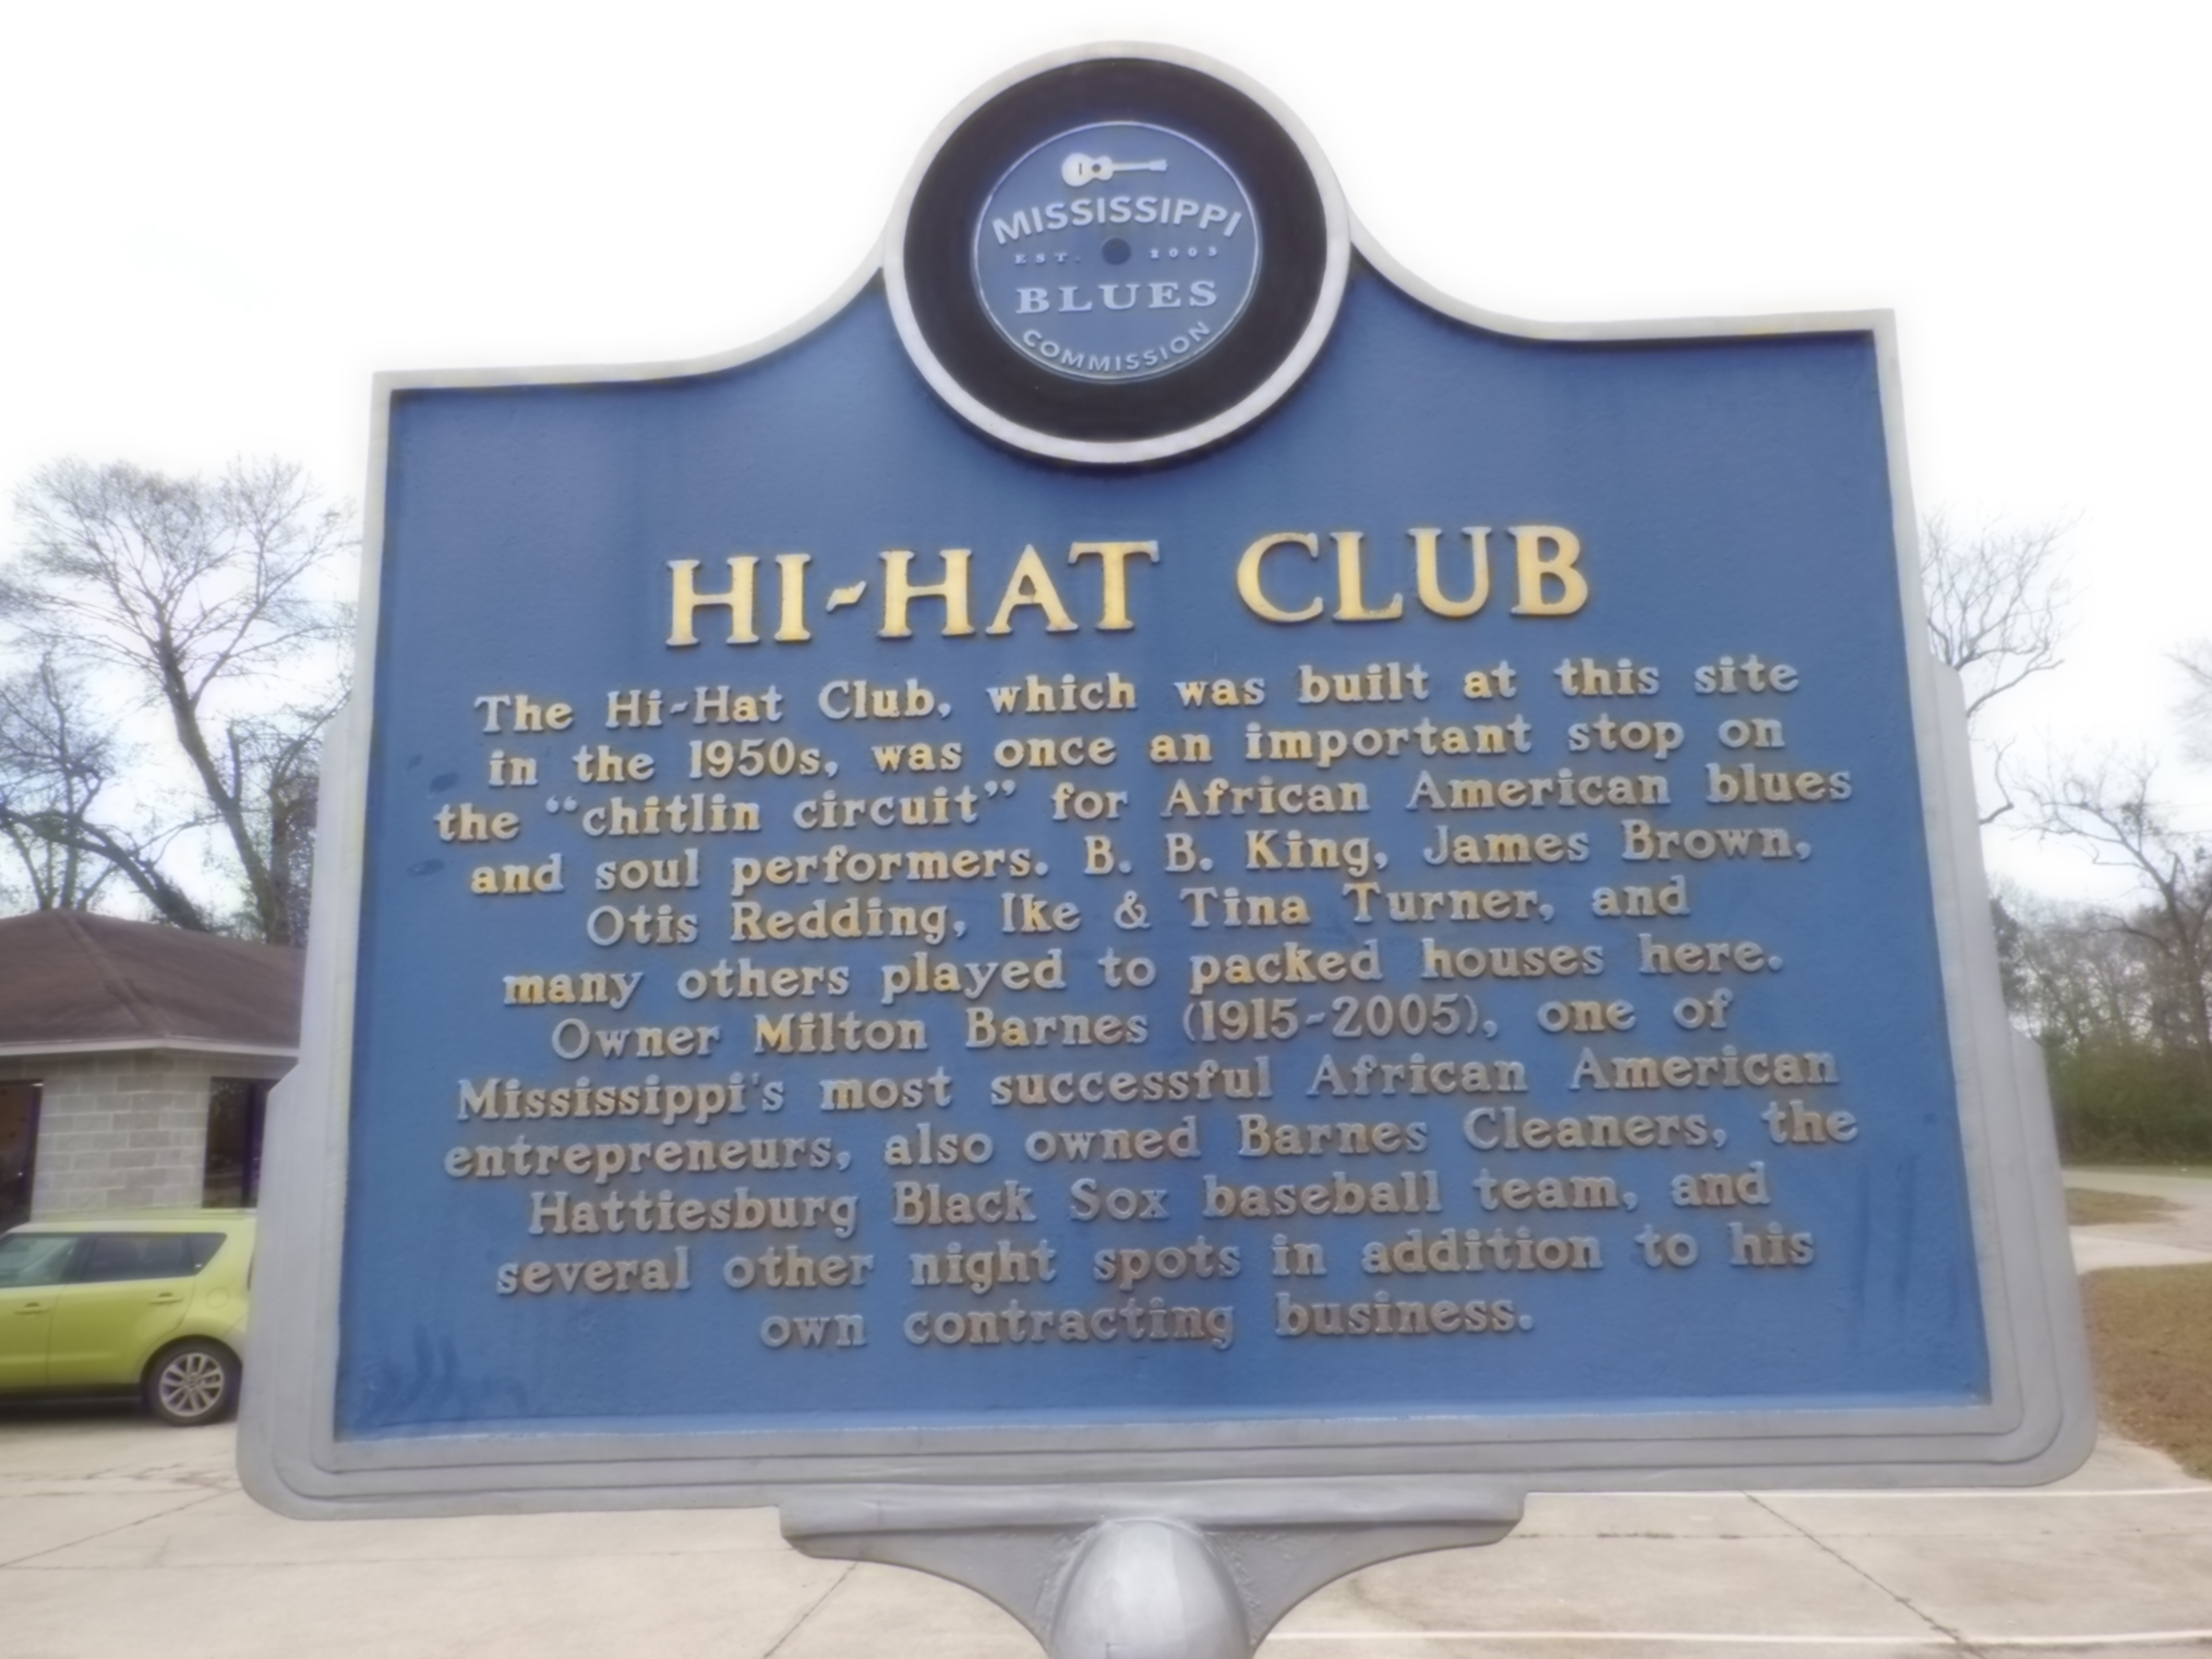 MISSISSIPPI
EST. 2003
BLUES
COMMISSION
HI-HAT CLUB
The Hi-Hat Club, which was built at this site
in the 1950s, was once an important stop on
the “chitlin circuit” for African American blues
and soul performers. B. B. King, James Brown,
Otis Redding, Ike & Tina Turner, and
many others played to packed houses here.
Owner Milton Barnes (1915-2005), one of
Mississippi's most successful African American
entrepreneurs, also owned Barnes Cleaners, the
Hattiesburg Black Sox baseball team, and
several other night spots in addition to his
own contracting business.